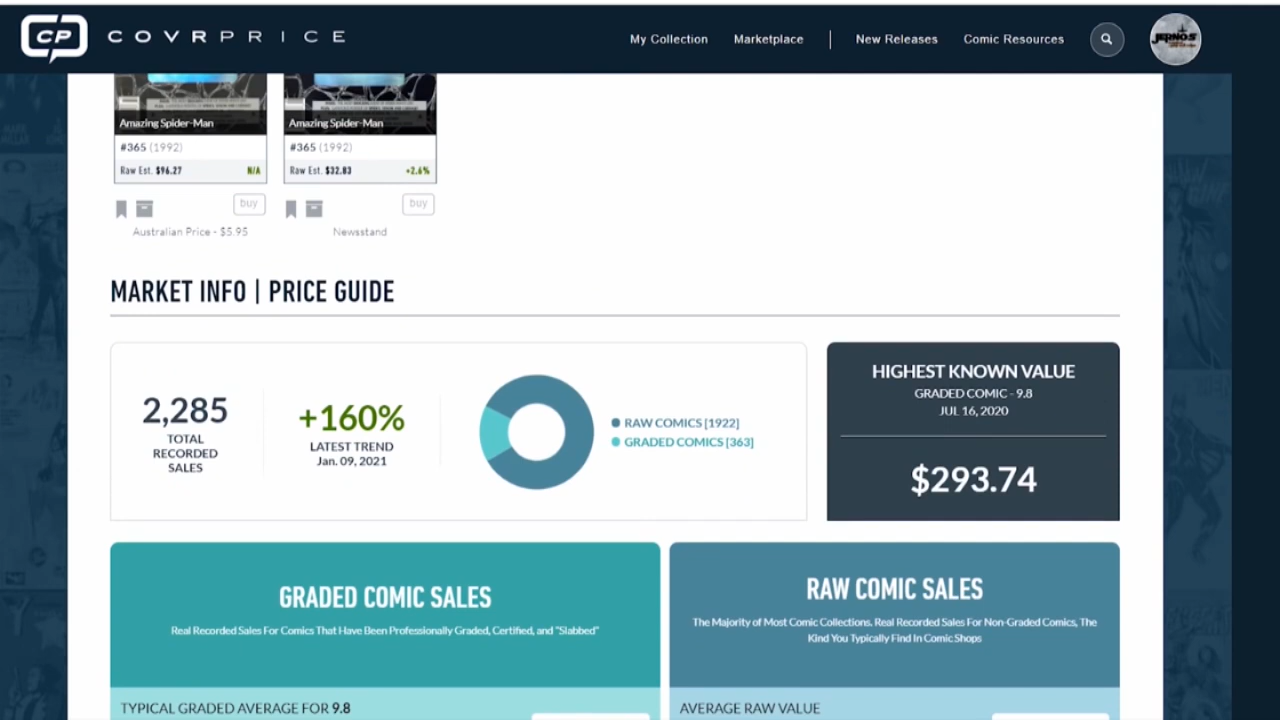 CP COVRPRICE
My Collection
Marketplace
New Releases
Comic Resources
JERNO'S
Amazing Spider-Man
#365 (1992)
Raw Est. $96.27 N/A
buy
Australian Price - $5.95
Amazing Spider-Man
#365 (1992)
Raw Est. $32.83 +2.6%
buy
Newsstand
MARKET INFO | PRICE GUIDE
2,285
TOTAL
RECORDED
SALES
+160%
LATEST TREND
Jan. 09, 2021
RAW COMICS [1922]
GRADED COMICS [363]
HIGHEST KNOWN VALUE
GRADED COMIC - 9.8
JUL 16, 2020
$293.74
GRADED COMIC SALES
Real Recorded Sales For Comics That Have Been Professionally Graded, Certified, and "Slabbed"
TYPICAL GRADED AVERAGE FOR 9.8
RAW COMIC SALES
The Majority of Most Comic Collections. Real Recorded Sales For Non-Graded Comics, The
Kind You Typically Find In Comic Shops
AVERAGE RAW VALUE